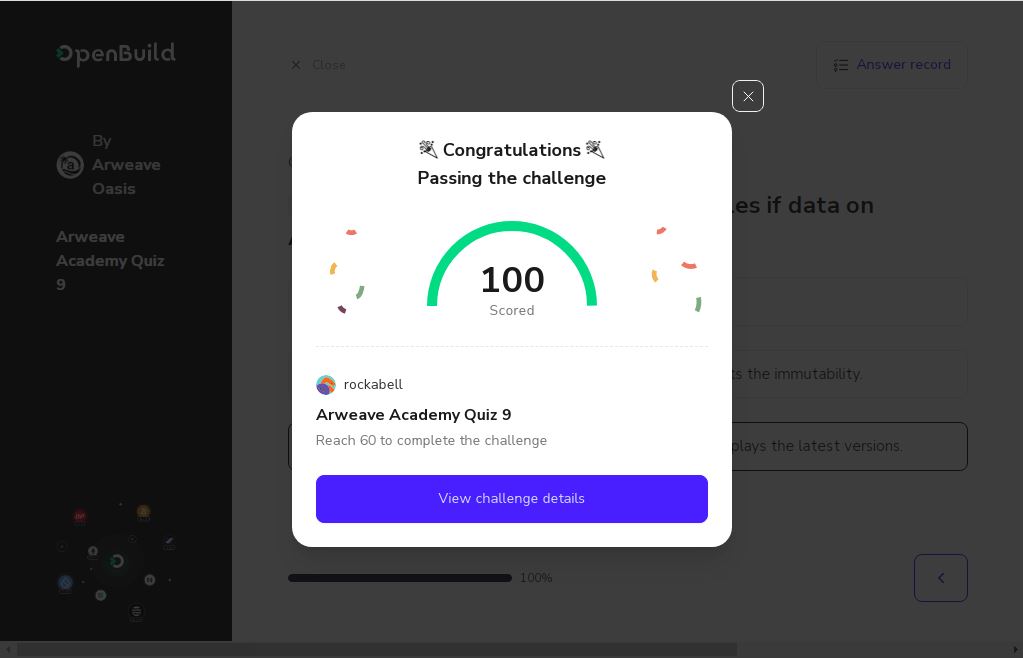 OpenBuild
By
Arweave
Oasis
Arweave
Academy Quiz
9
Close
Answer record
Congratulations
Passing the challenge
les if data on
100
Scored
rockabell
Arweave Academy Quiz 9
Reach 60 to complete the challenge
View challenge details
ts the immutability.
plays the latest versions.
100%